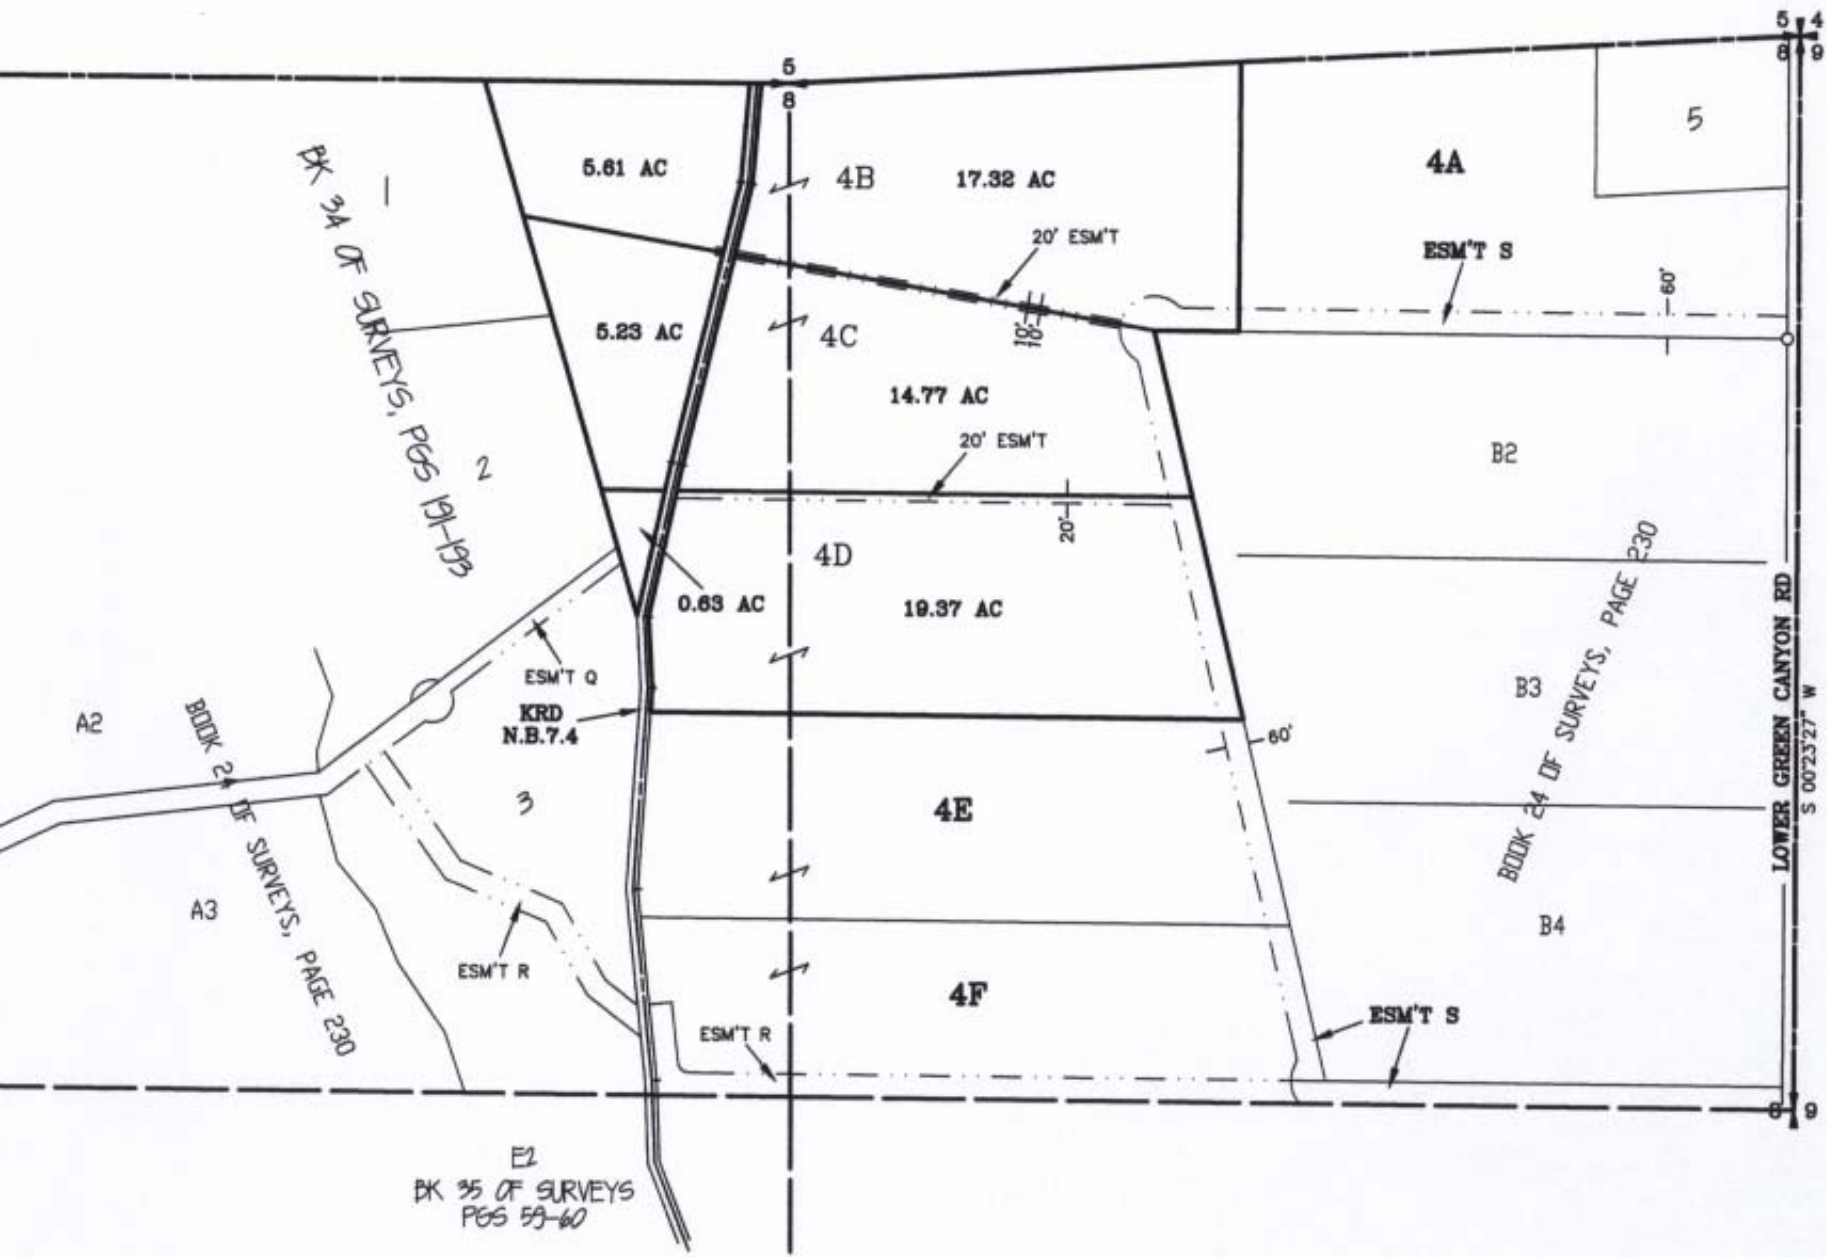 5 4
8 9
5
8
5
BK 34 OF SURVEYS, PGS 191-193
1
5.61 AC
4B
17.32 AC
4A
20' ESM'T
ESM'T S
60'
5.23 AC
4C
10'
10'
14.77 AC
20' ESM'T
2
B2
20'
4D
0.63 AC
19.37 AC
BOOK 24 OF SURVEYS, PAGE 230
LOWER GREEN CANYON RD
S 00°23'27" W
ESM'T Q
B3
KRD
N.B.7.4
A2
BOOK 24 OF SURVEYS, PAGE 230
60'
3
4E
A3
B4
ESM'T R
4F
ESM'T S
ESM'T R
8 9
E2
BK 35 OF SURVEYS
PGS 59-60